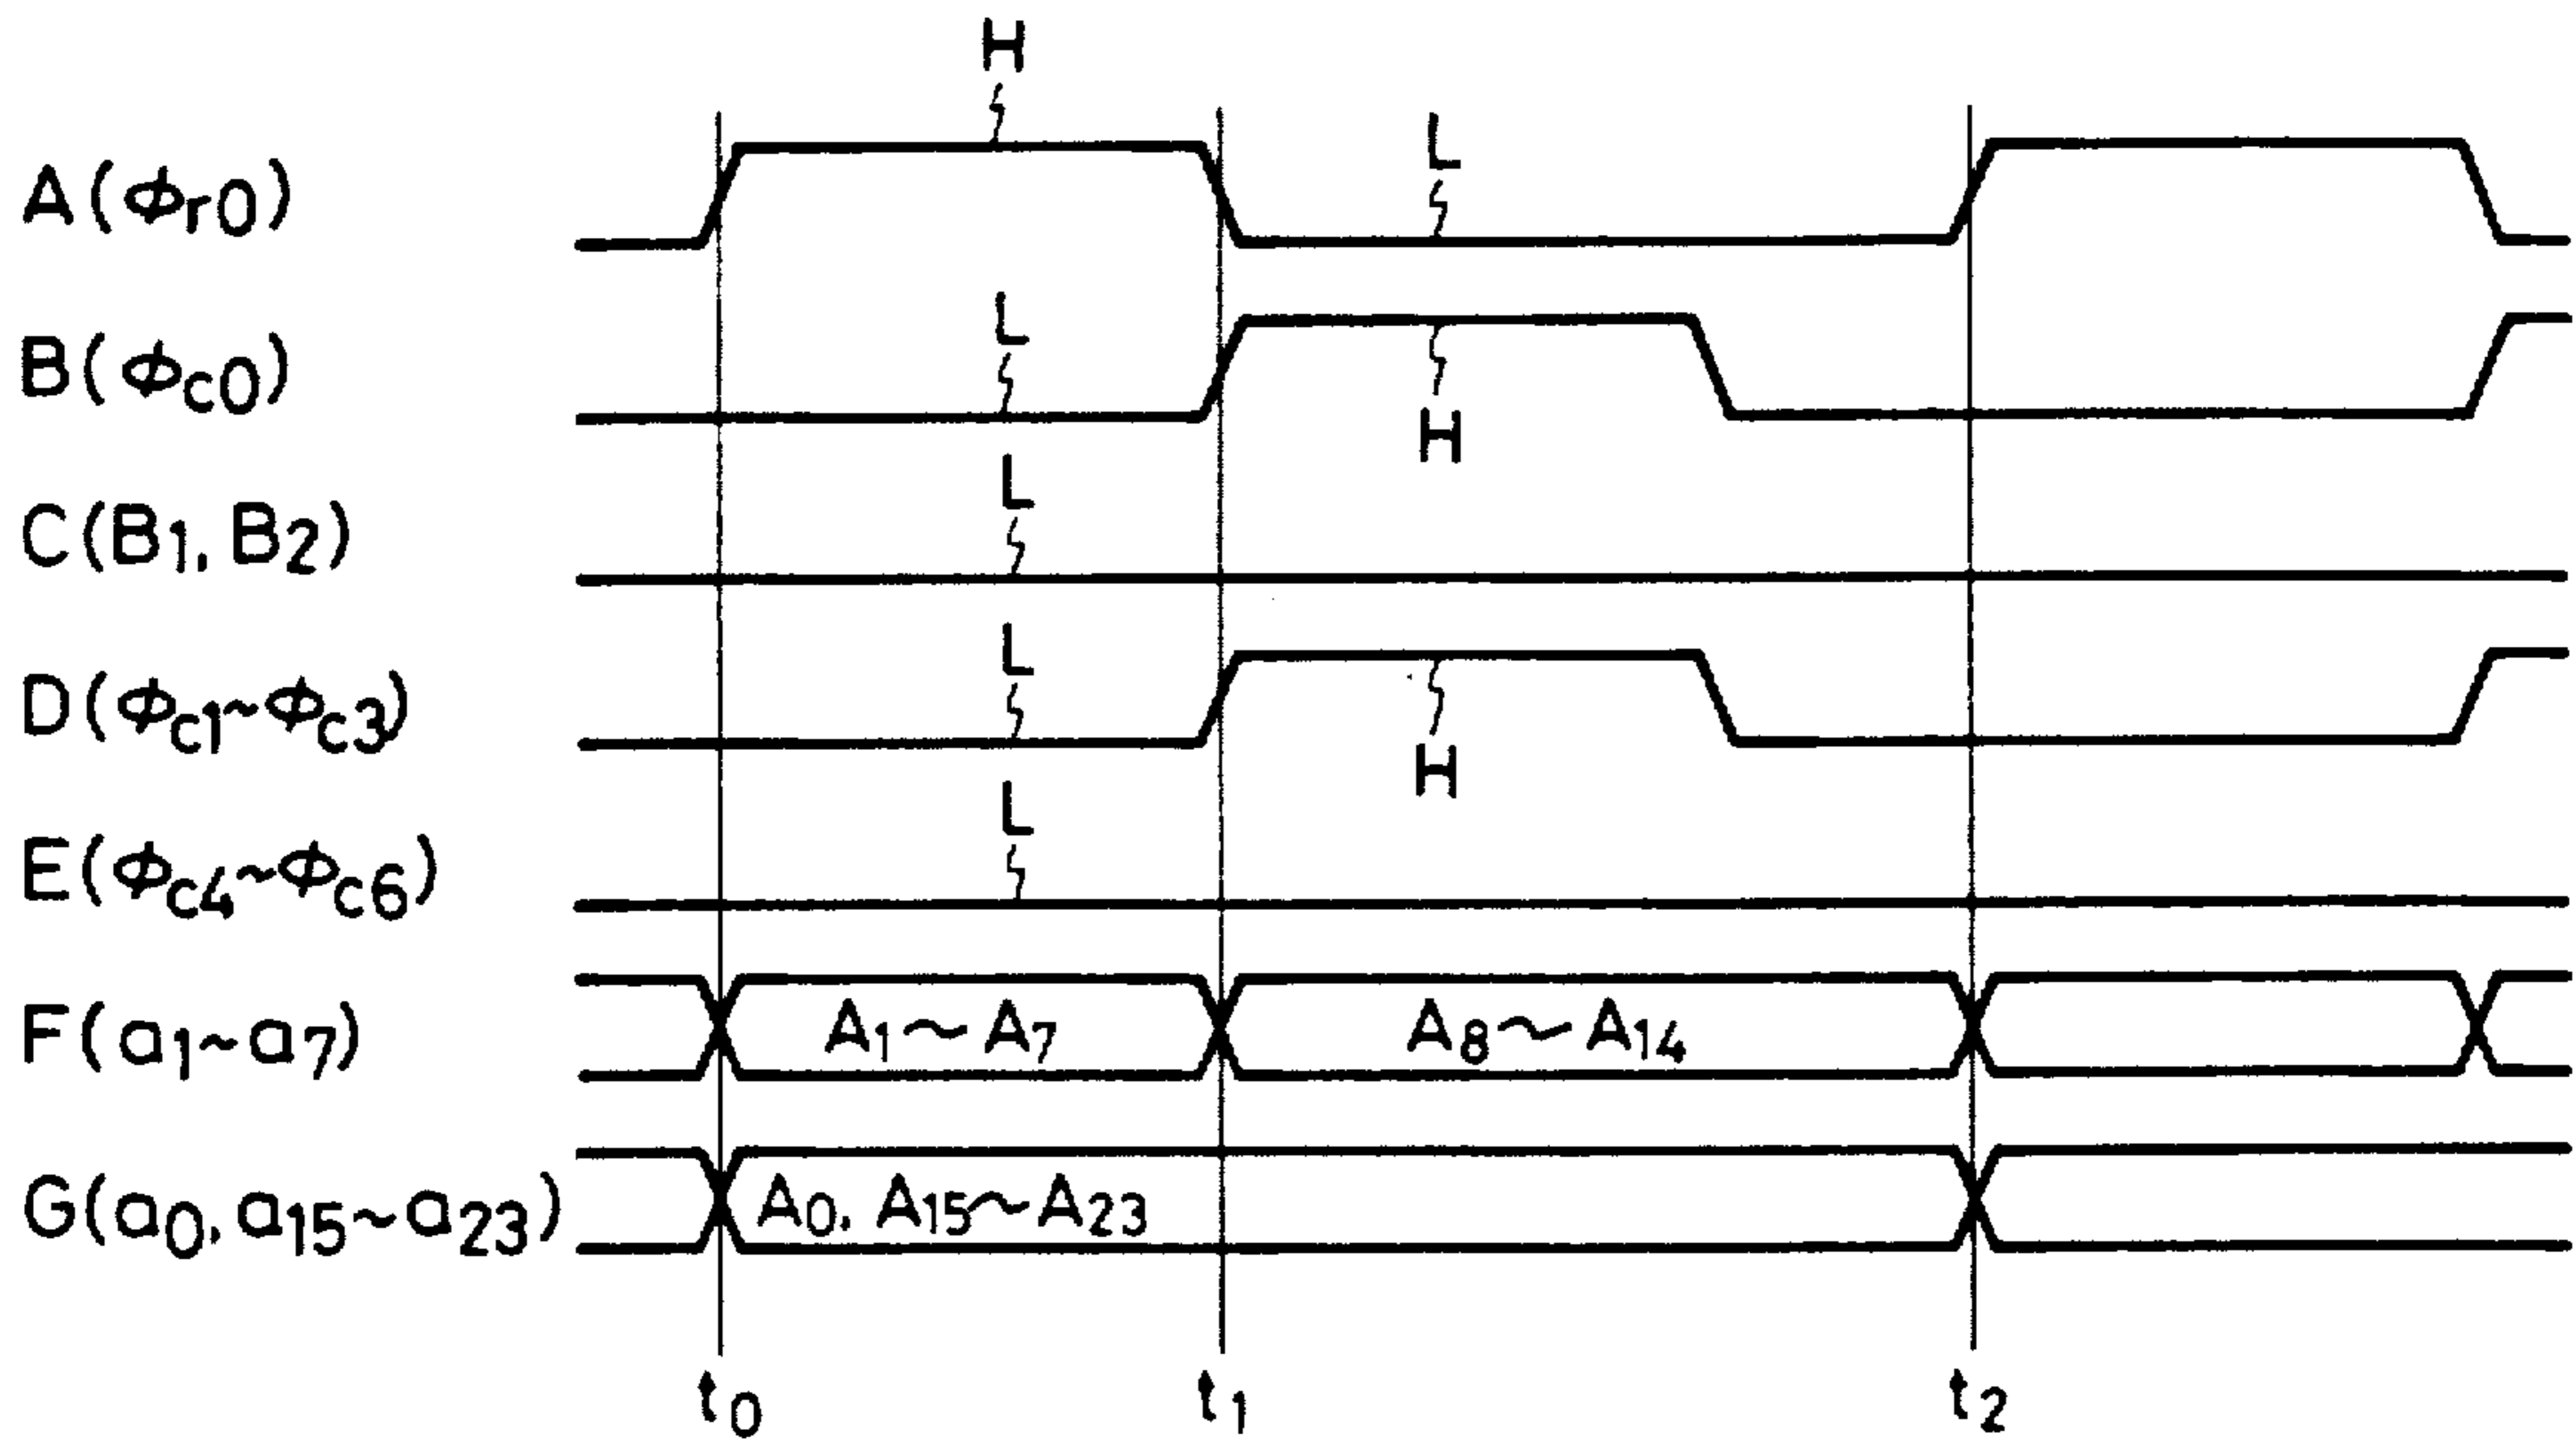 H
L
A(ϕr0)
L
B(ϕc0)
H
L
C(B1, B2)
L
D(ϕc1~ϕc3)
H
L
E(ϕc4~ϕc6)
F(a1~a7) A1~A7 A8~A14
G(a0, a15~a23) A0, A15~A23
t0 t1 t2